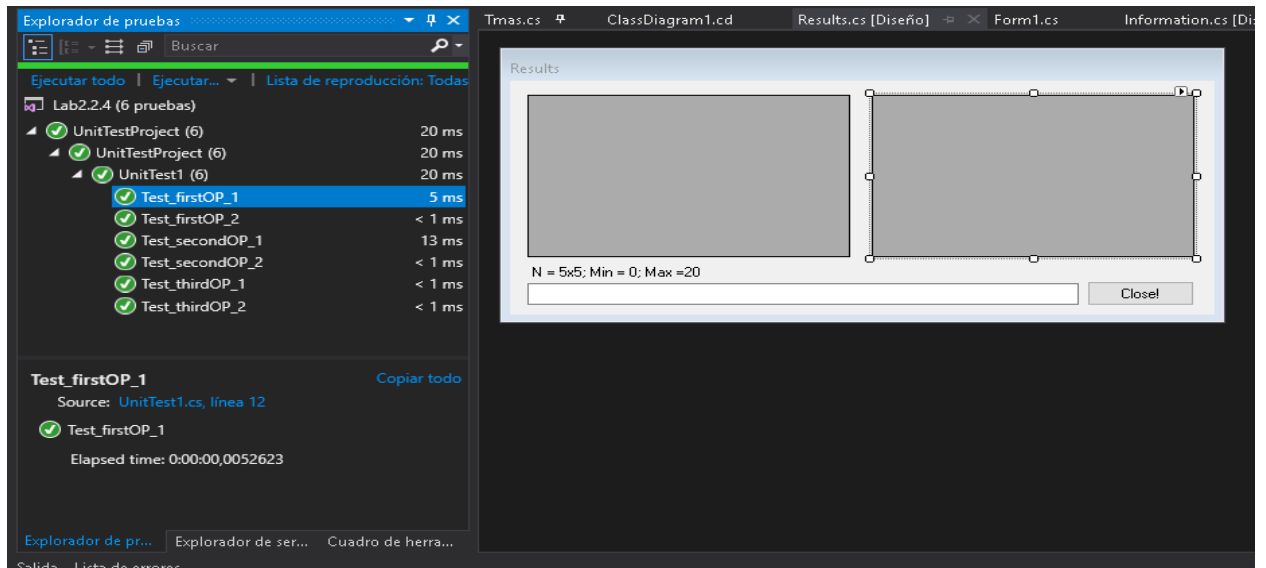 Explorador de pruebas
Buscar
Ejecutar todo | Ejecutar... | Lista de reproducción: Todas
Lab2.2.4 (6 pruebas)
UnitTestProject (6) 20 ms
UnitTestProject (6) 20 ms
UnitTest1 (6) 20 ms
Test_firstOP_1 5 ms
Test_firstOP_2 < 1 ms
Test_secondOP_1 13 ms
Test_secondOP_2 < 1 ms
Test_thirdOP_1 < 1 ms
Test_thirdOP_2 < 1 ms
Test_firstOP_1 Copiar todo
Source: UnitTest1.cs, línea 12
Test_firstOP_1
Elapsed time: 0:00:00,0052623
Explorador de pr... Explorador de ser... Cuadro de herra...
Salida Lista de errores
Tmas.cs ClassDiagram1.cd Results.cs [Diseño] Form1.cs Information.cs [Di
Results
N = 5x5; Min = 0; Max =20
Close!